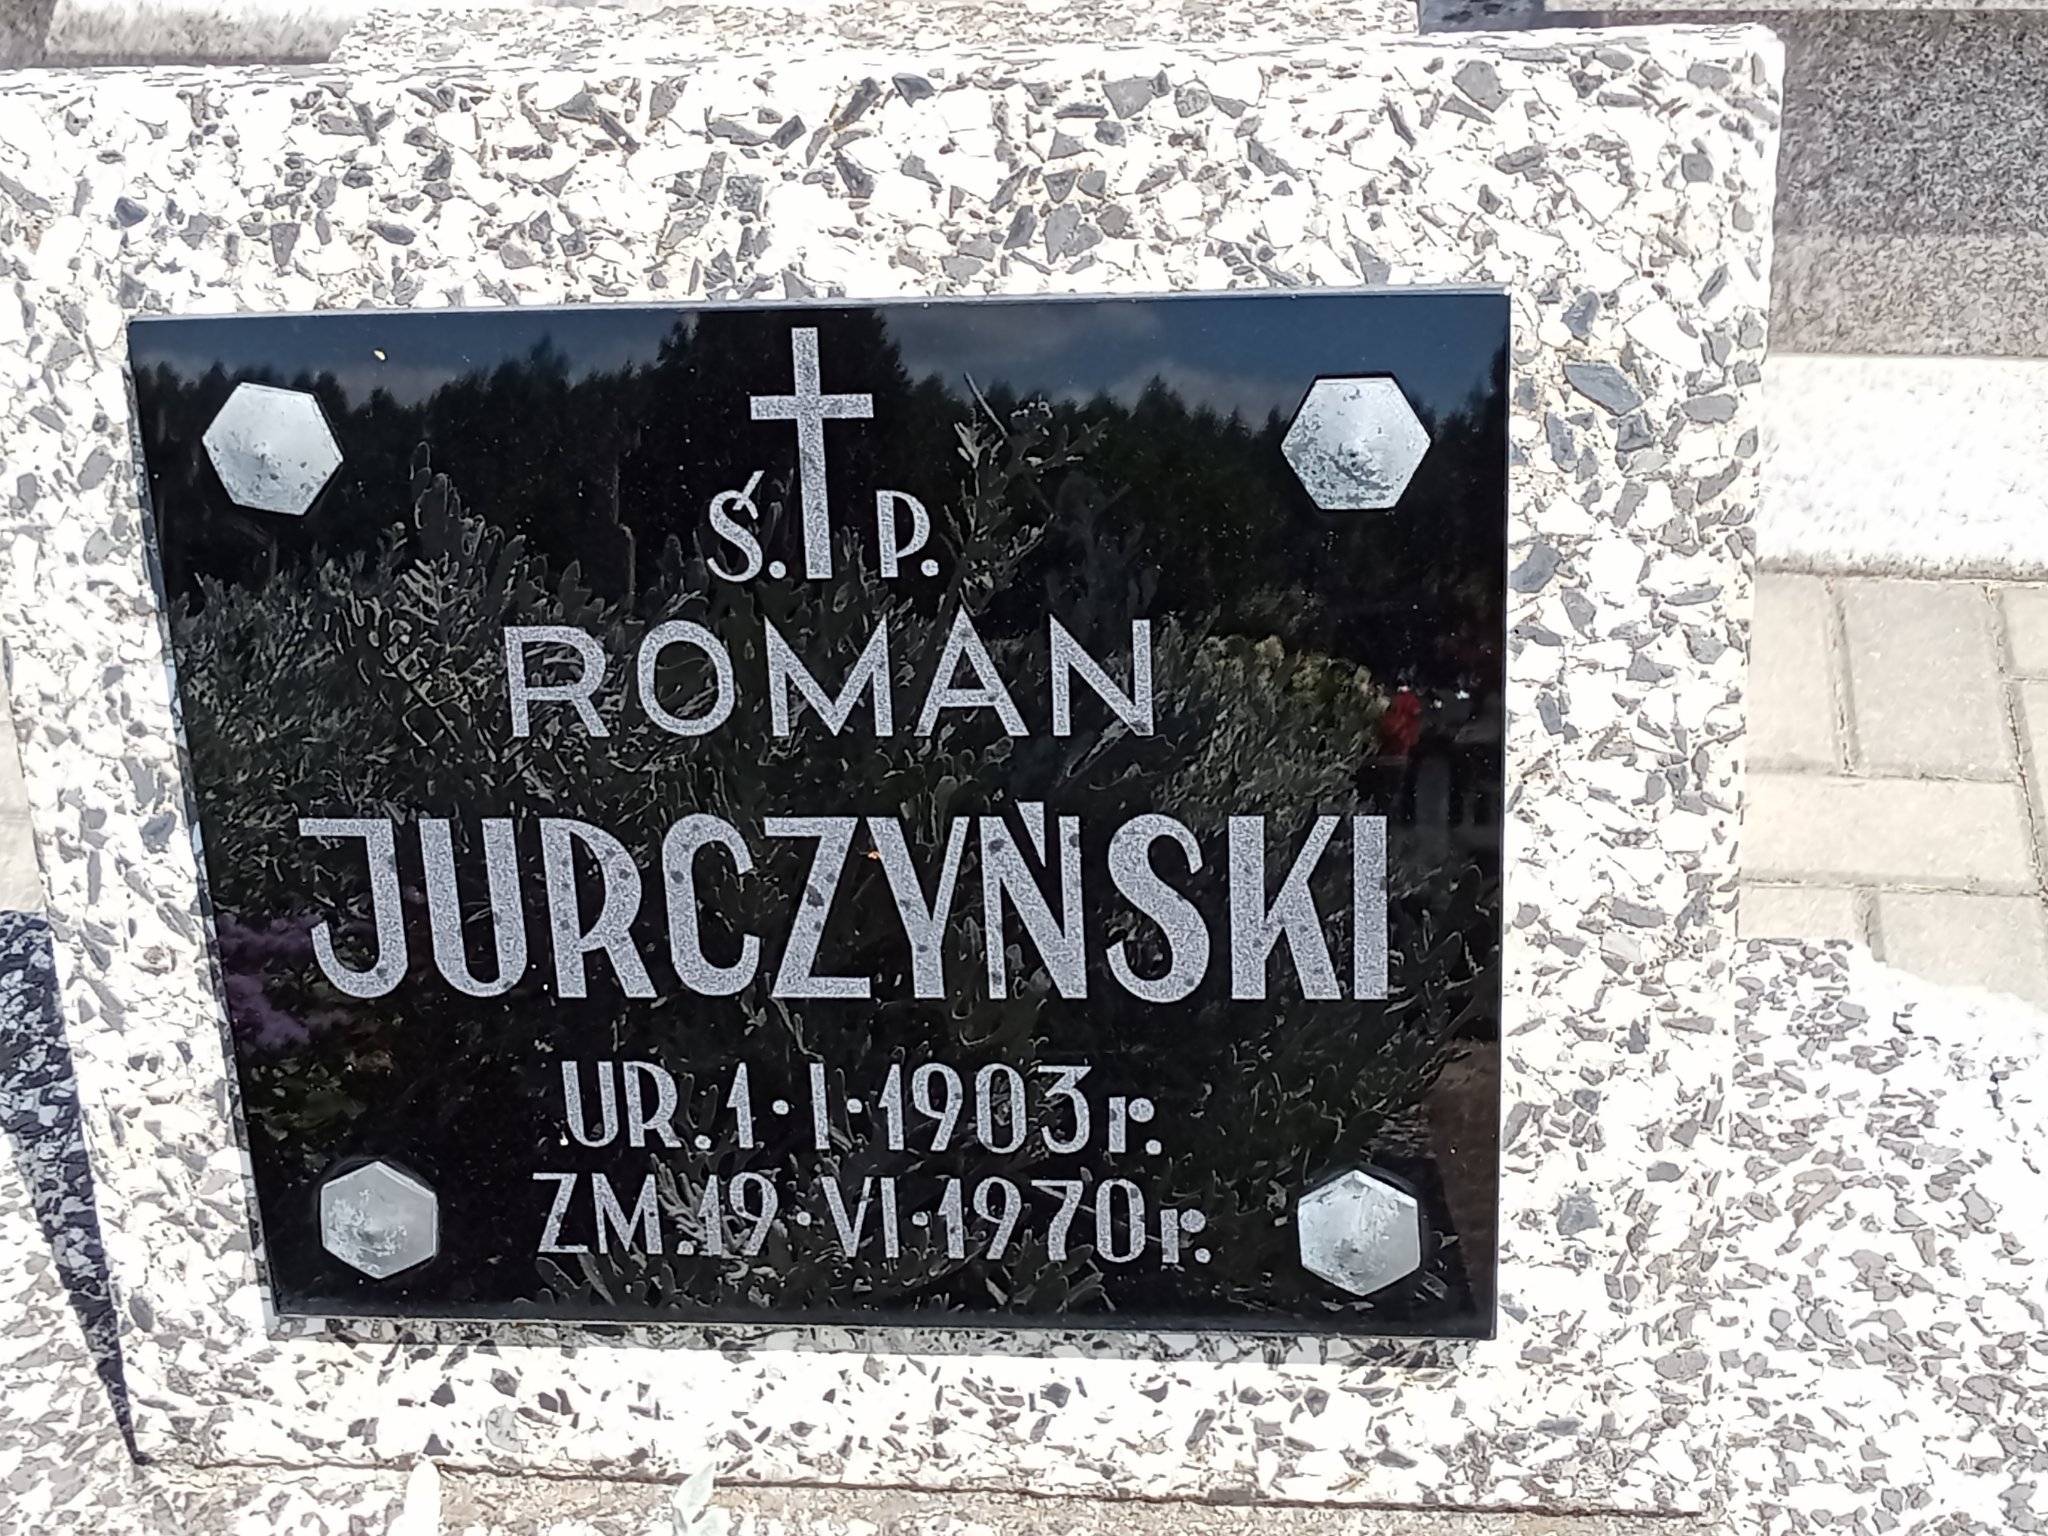 Ś. P.
ROMAN
JURCZYŃSKI
UR. 1·I·1903 r.
ZM. 19·VI·1970 r.